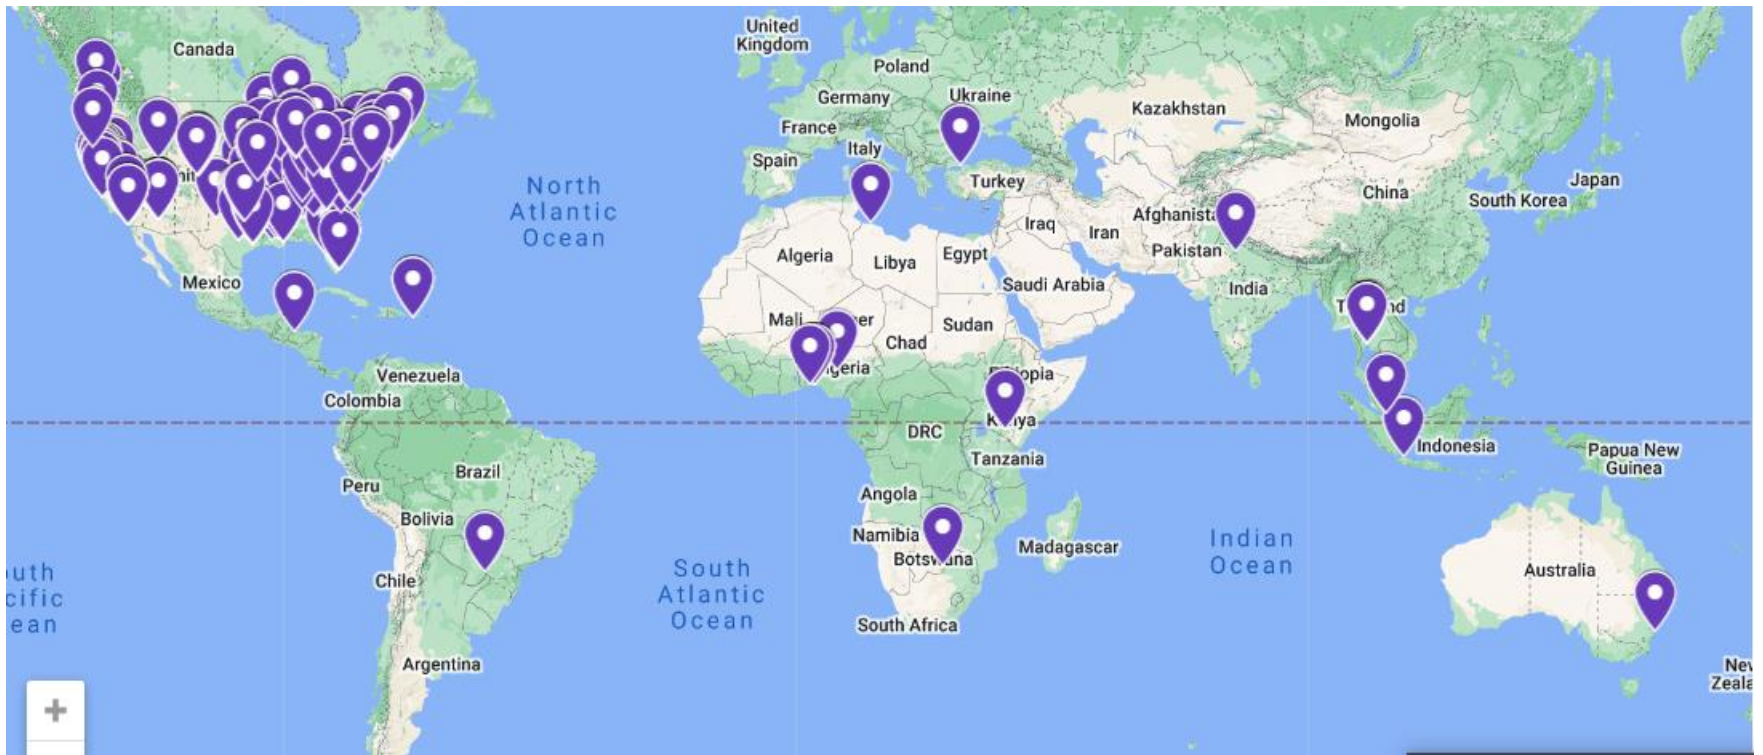 Canada
United
Kingdom
Poland
Germany
Ukraine
Kazakhstan
Mongolia
France
Italy
Spain
Turkey
China
Japan
South Korea
North
Atlantic
Ocean
Iraq
Iran
Pakistan
Algeria
Libya
Egypt
Saudi Arabia
India
Mexico
Mali
Chad
Sudan
Venezuela
Colombia
DRC
Tanzania
Indonesia
Papua New
Guinea
Brazil
Peru
Angola
Bolivia
Namibia
Madagascar
Indian
Ocean
Chile
South
Atlantic
Ocean
Australia
South Africa
Argentina
+